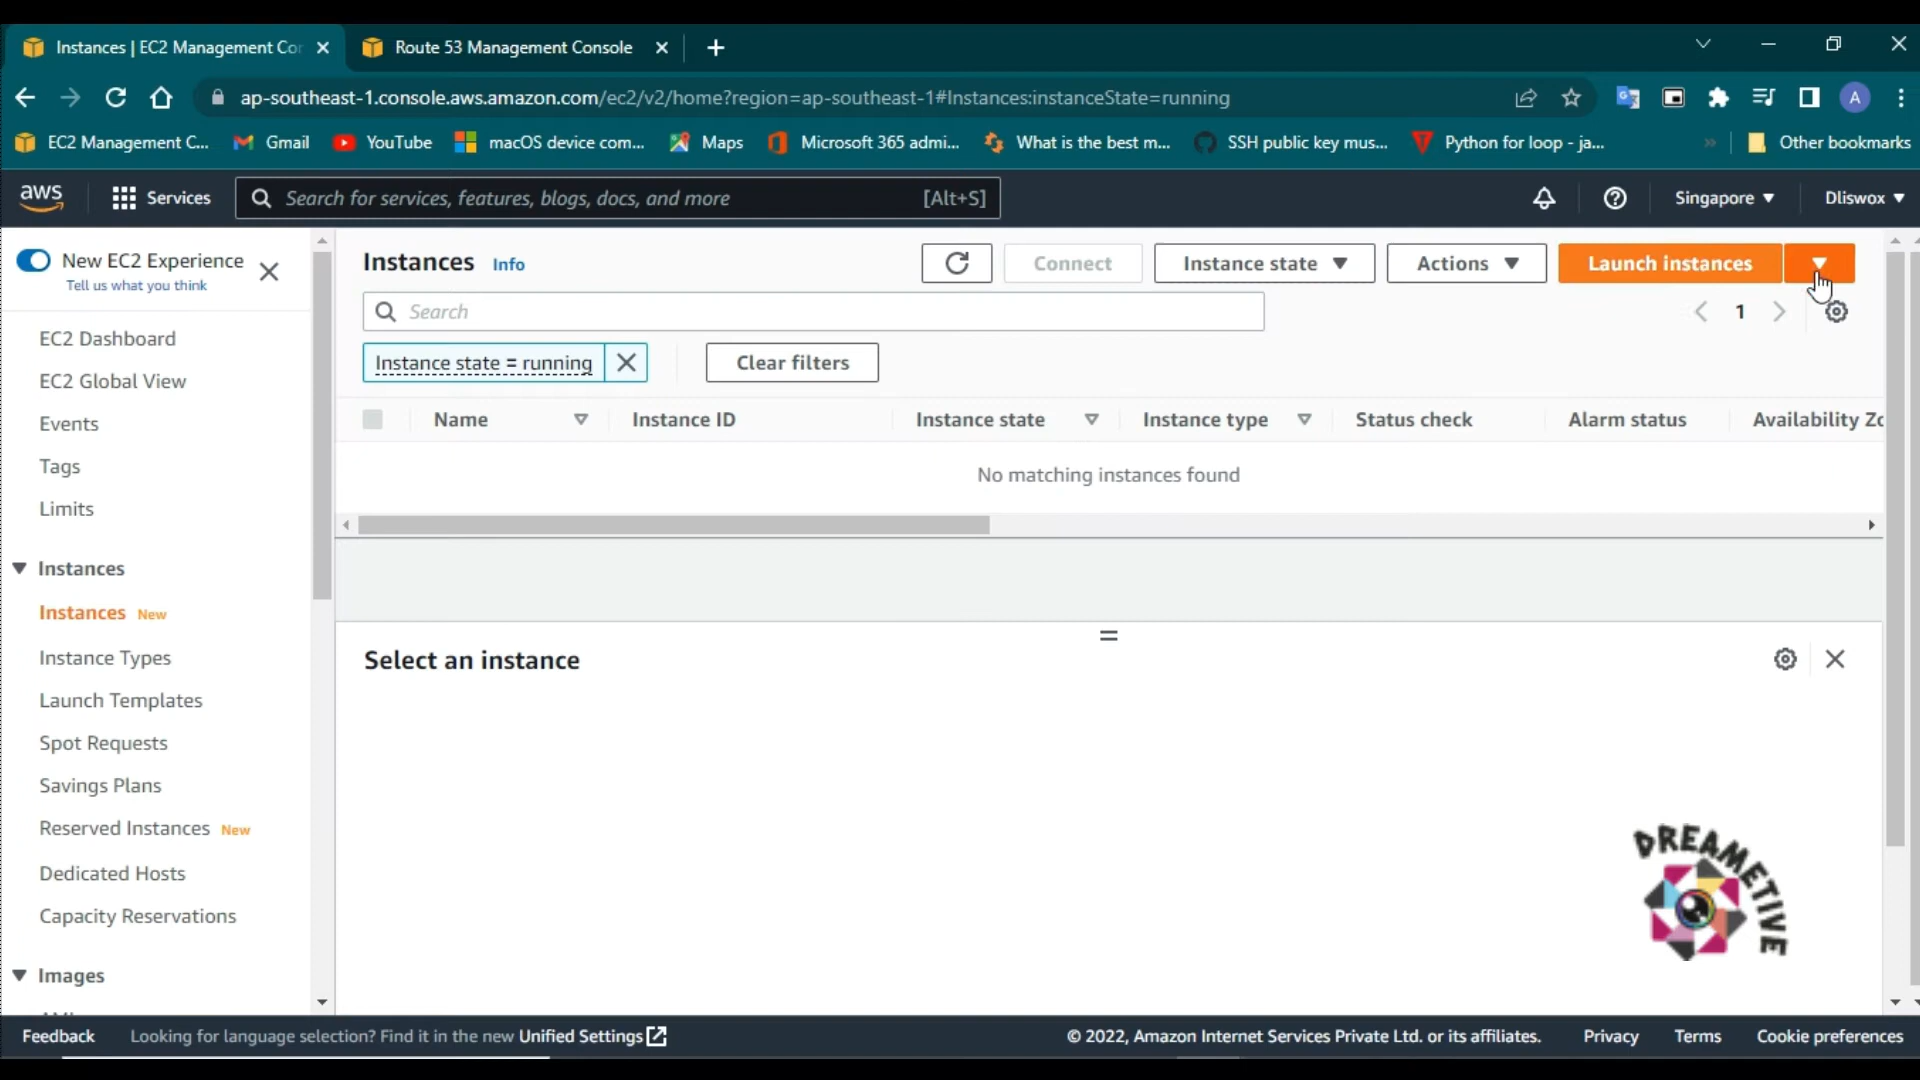 Instances | EC2 Management Cor
Route 53 Management Console
ap-southeast-1.console.aws.amazon.com/ec2/v2/home?region=ap-southeast-1#Instances:instanceState=running
A
EC2 Management C...
Gmail
YouTube
macOS device com...
Maps
Microsoft 365 admi...
What is the best m...
SSH public key mus...
Python for loop - ja...
Other bookmarks
aws
Services
Search for services, features, blogs, docs, and more
[Alt+S]
Singapore
Dliswox
New EC2 Experience
Tell us what you think
EC2 Dashboard
EC2 Global View
Events
Tags
Limits
Instances
Instances New
Instance Types
Launch Templates
Spot Requests
Savings Plans
Reserved Instances New
Dedicated Hosts
Capacity Reservations
Images
Instances Info
Connect
Instance state
Actions
Launch instances
Search
1
Instance state = running
Clear filters
Name
Instance ID
Instance state
Instance type
Status check
Alarm status
Availability Zo
No matching instances found
Select an instance
DREAMETIVE
Feedback
Looking for language selection? Find it in the new Unified Settings
© 2022, Amazon Internet Services Private Ltd. or its affiliates.
Privacy
Terms
Cookie preferences